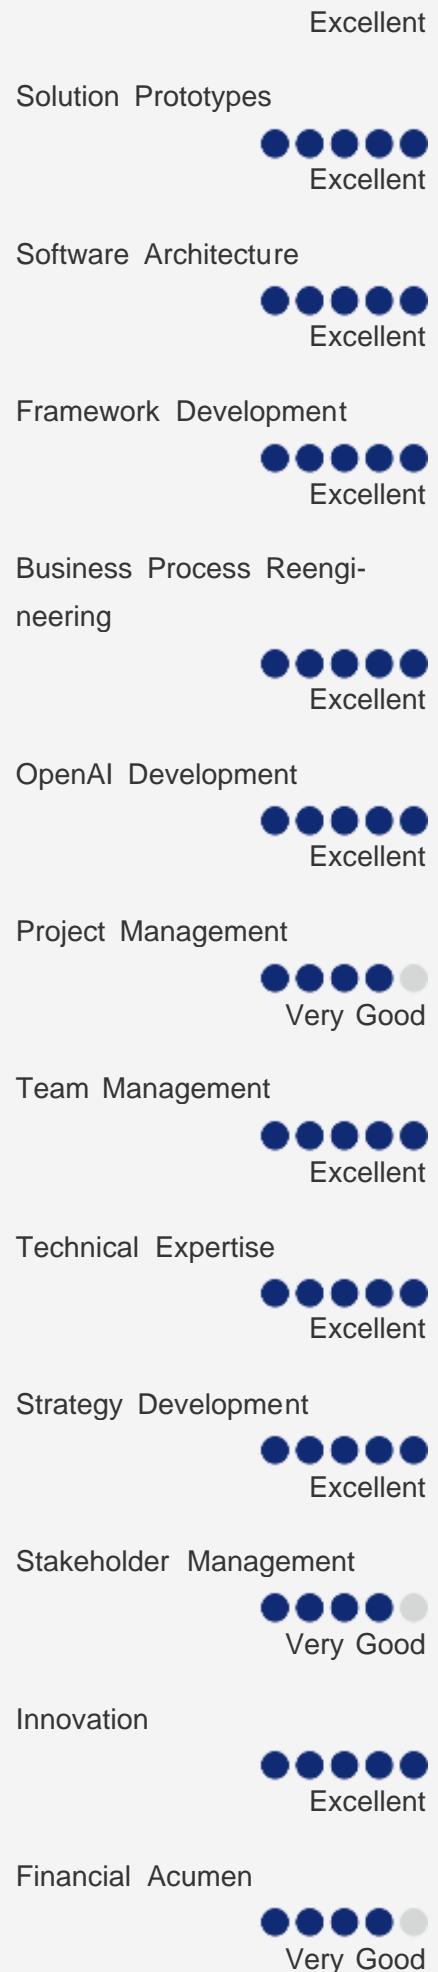 Excellent
Solution Prototypes
Excellent
Software Architecture
Excellent
Framework Development
Excellent
Business Process Reengi-
neering
Excellent
OpenAI Development
Excellent
Project Management
Very Good
Team Management
Excellent
Technical Expertise
Excellent
Strategy Development
Excellent
Stakeholder Management
Very Good
Innovation
Excellent
Financial Acumen
Very Good